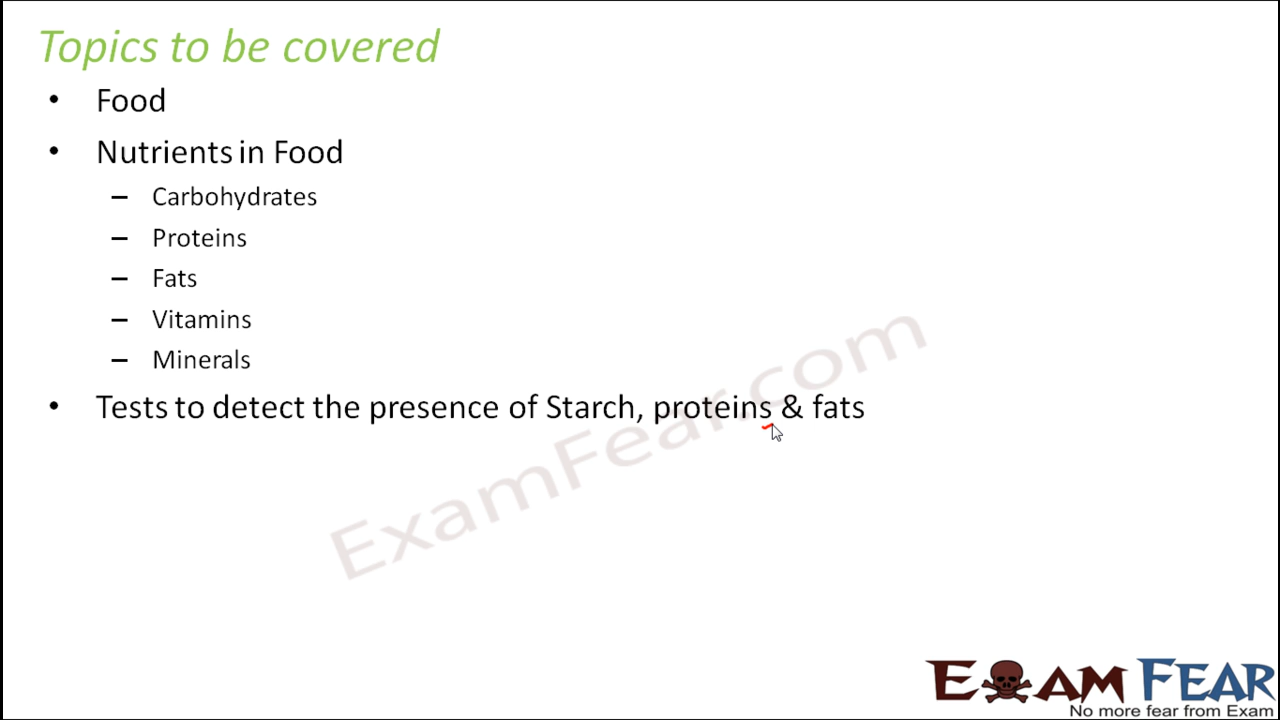 Topics to be covered
• Food
• Nutrients in Food
– Carbohydrates
– Proteins
– Fats
– Vitamins
– Minerals
• Tests to detect the presence of Starch, proteins & fats
ExamFear.com
EXAM FEAR
No more fear from Exam